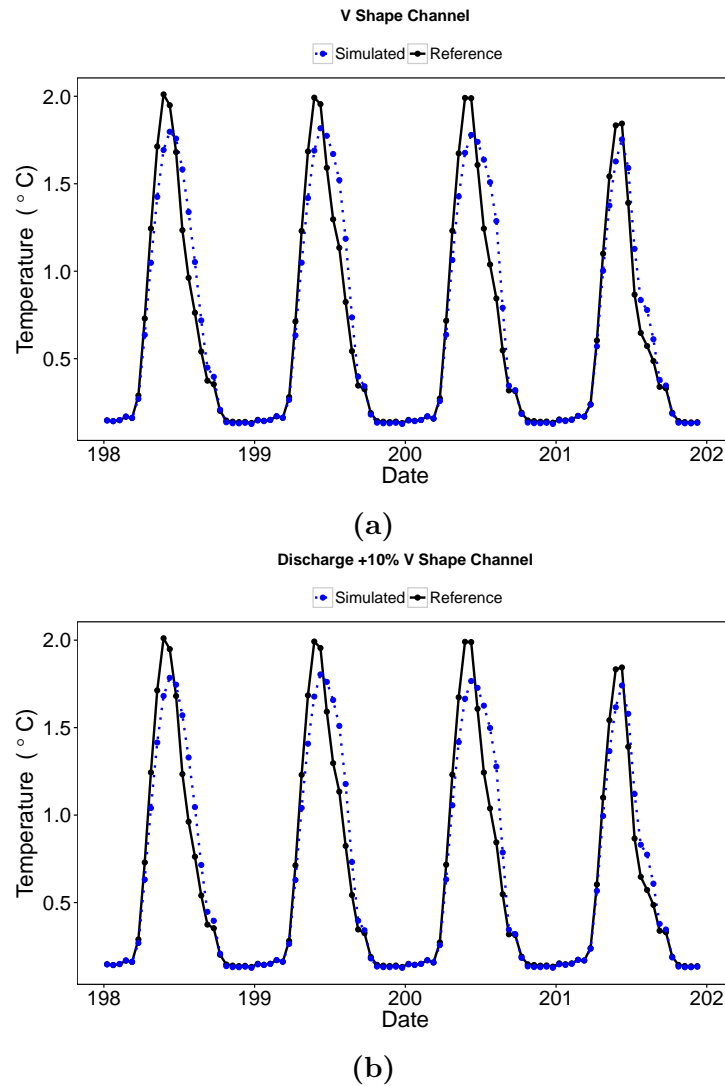 V Shape Channel
Simulated Reference
Temperature ( ° C)
2.0
1.5
1.0
0.5
198 199 200 201 202
Date
(a)
Discharge +10% V Shape Channel
Simulated Reference
Temperature ( ° C)
2.0
1.5
1.0
0.5
198 199 200 201 202
Date
(b)